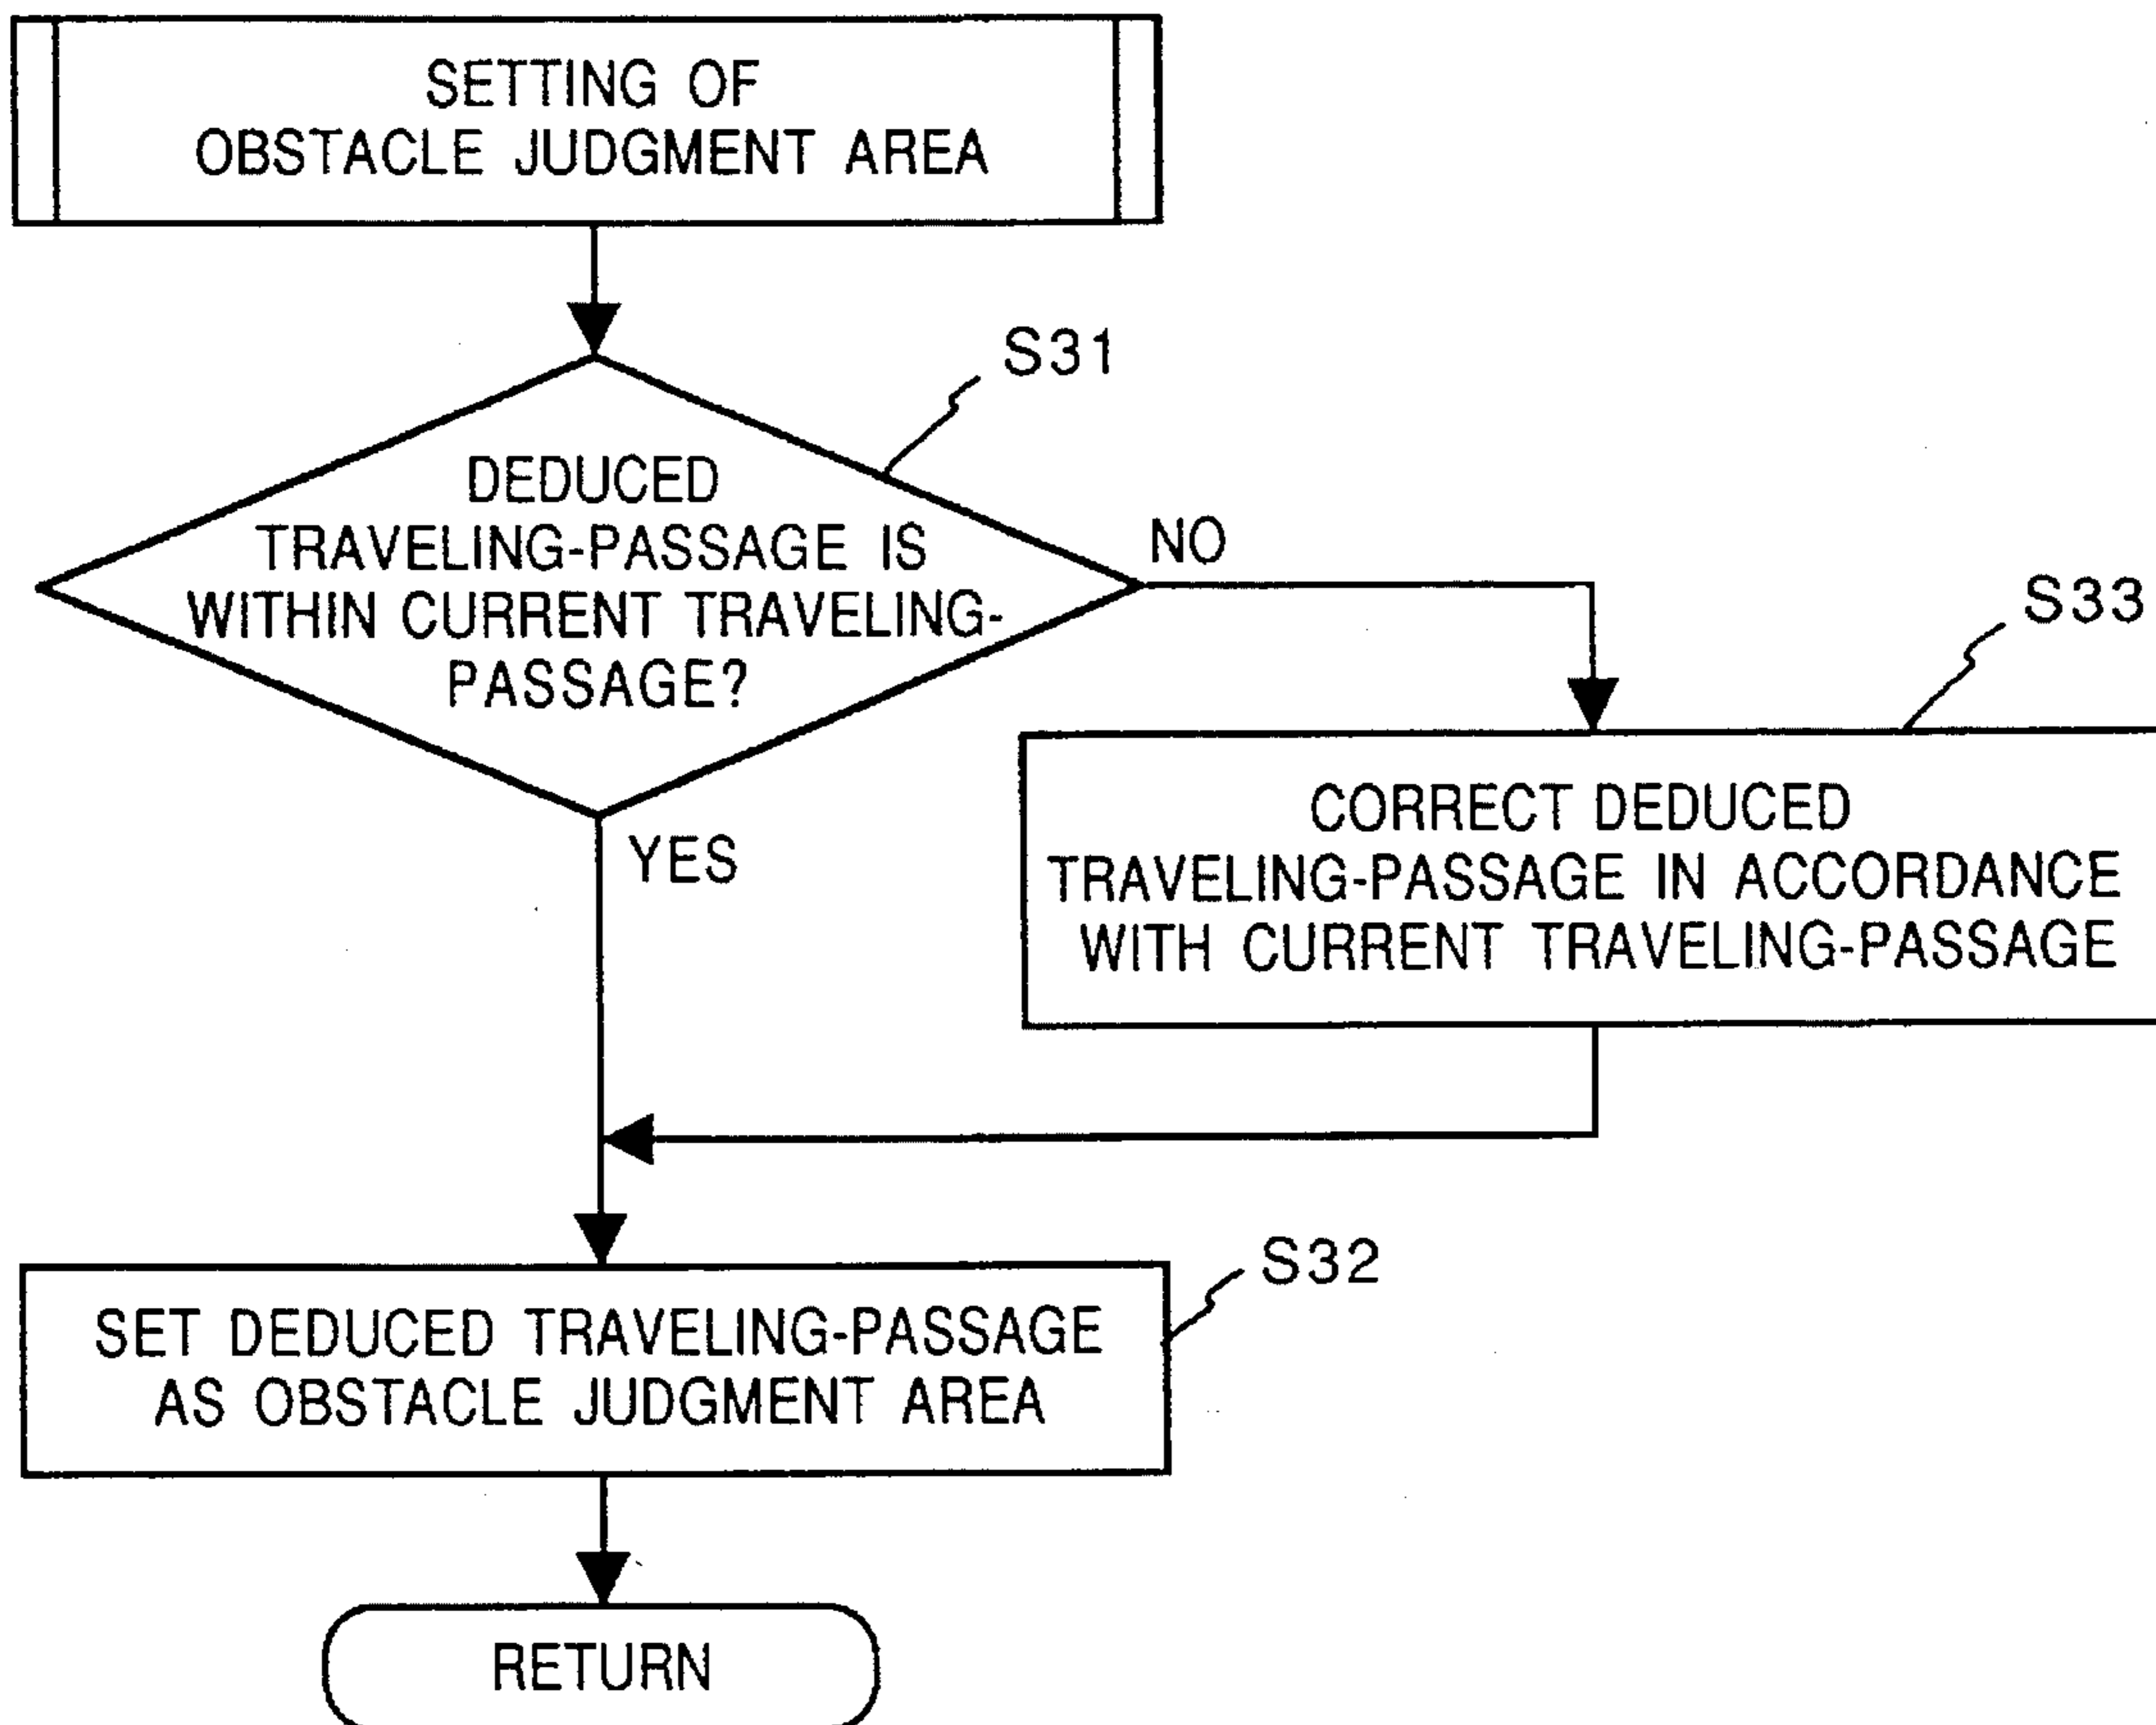 SETTING OF
OBSTACLE JUDGMENT AREA
S31
DEDUCED
TRAVELING-PASSAGE IS
WITHIN CURRENT TRAVELING-
PASSAGE?
NO
S33
YES
CORRECT DEDUCED
TRAVELING-PASSAGE IN ACCORDANCE
WITH CURRENT TRAVELING-PASSAGE
S32
SET DEDUCED TRAVELING-PASSAGE
AS OBSTACLE JUDGMENT AREA
RETURN